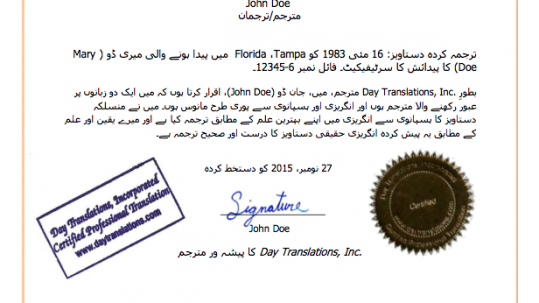 John Doe
مترجم/ترجمان
ترجمہ کردہ دستاویز: 16 مئی 1983 کو Florida ،Tampa میں پیدا ہونے والی میری ڈو ( Mary
Doe) کا پیدائش کا سرٹیفیکیٹ۔ فائل نمبر 6-12345۔
بطور Day Translations, Inc. مترجم، میں، جان ڈو (John Doe)، اقرار کرتا ہوں کہ میں ایک دو زبانوں پر
عبور رکھنے والا مترجم ہوں اور انگریزی اور ہسپانوی سے پوری طرح مانوس ہوں۔ میں نے منسلکہ
دستاویز کا ہسپانوی سے انگریزی میں اپنے بہترین علم کے مطابق ترجمہ کیا ہے اور میرے یقین اور علم
کے مطابق یہ پیش کردہ انگریزی حقیقی دستاویز کا درست اور صحیح ترجمہ ہے۔
27 نومبر، 2015 کو دستخط کردہ
Day Translations, Incorporated
Certified Professional Translation
www.daytranslations.com
Signature
John Doe
Certified
Day Translations, Inc. کا پیشہ ور مترجم